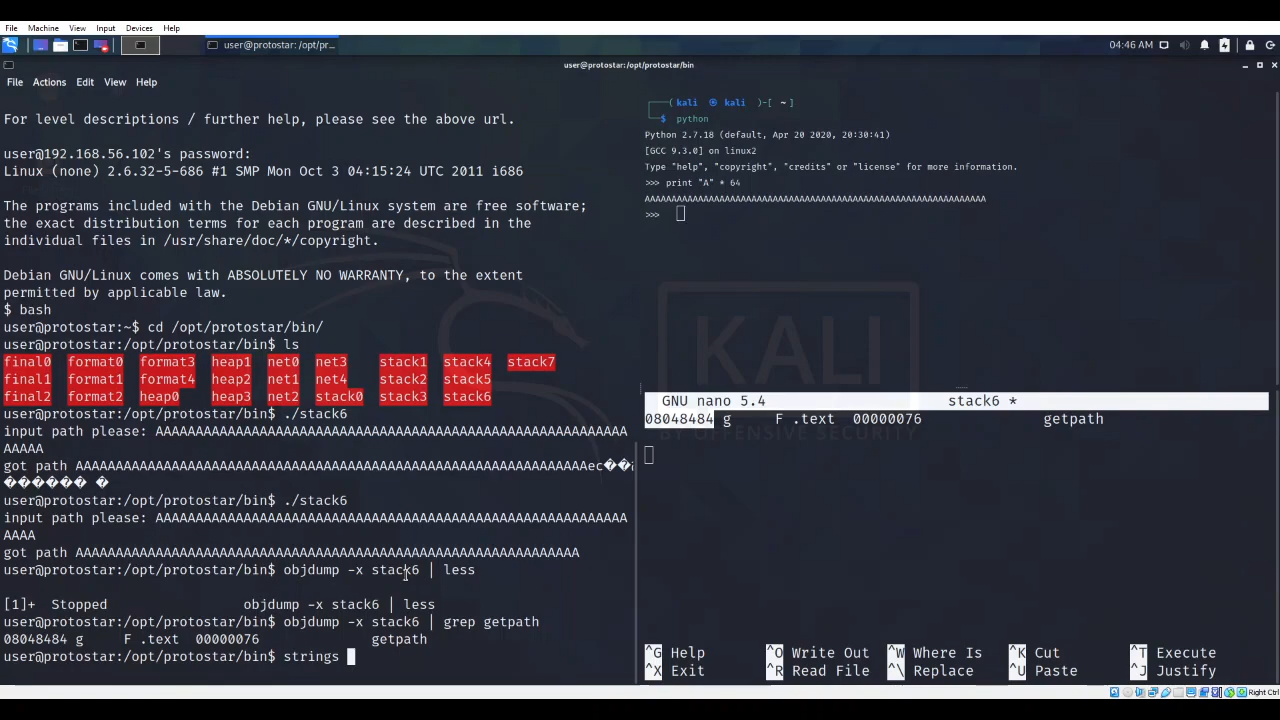 File Machine View Input Devices Help
user@protostar: /opt/pr... 04:46 AM
user@protostar: /opt/protostar/bin
File Actions Edit View Help
For level descriptions / further help, please see the above url.
user@192.168.56.102's password:
Linux (none) 2.6.32-5-686 #1 SMP Mon Oct 3 04:15:24 UTC 2011 i686
The programs included with the Debian GNU/Linux system are free software;
the exact distribution terms for each program are described in the
individual files in /usr/share/doc/*/copyright.
Debian GNU/Linux comes with ABSOLUTELY NO WARRANTY, to the extent
permitted by applicable law.
$ bash
user@protostar:~$ cd /opt/protostar/bin/
user@protostar:/opt/protostar/bin$ ls
final0 format0 format3 heap1 net0 net3 stack1 stack4 stack7
final1 format1 format4 heap2 net1 net4 stack2 stack5
final2 format2 heap0 heap3 net2 stack0 stack3 stack6
user@protostar:/opt/protostar/bin$ ./stack6
input path please: AAAAAAAAAAAAAAAAAAAAAAAAAAAAAAAAAAAAAAAAAAAAAAAAAAAAAAAAAAA
AAAAA
got path AAAAAAAAAAAAAAAAAAAAAAAAAAAAAAAAAAAAAAAAAAAAAAAAAAAAAAAAAAAAAAAAec��
������ �
user@protostar:/opt/protostar/bin$ ./stack6
input path please: AAAAAAAAAAAAAAAAAAAAAAAAAAAAAAAAAAAAAAAAAAAAAAAAAAAAAAAAAAA
AAAA
got path AAAAAAAAAAAAAAAAAAAAAAAAAAAAAAAAAAAAAAAAAAAAAAAAAAAAAAAAAAAAAAA
user@protostar:/opt/protostar/bin$ objdump -x stack6 | less
[1]+ Stopped objdump -x stack6 | less
user@protostar:/opt/protostar/bin$ objdump -x stack6 | grep getpath
08048484 g F .text 00000076 getpath
user@protostar:/opt/protostar/bin$ strings
(kali ㉿ kali)-[ ~ ]
$ python
Python 2.7.18 (default, Apr 20 2020, 20:30:41)
[GCC 9.3.0] on linux2
Type "help", "copyright", "credits" or "license" for more information.
>>> print "A" * 64
AAAAAAAAAAAAAAAAAAAAAAAAAAAAAAAAAAAAAAAAAAAAAAAAAAAAAAAAAAAAAAAA
>>>
KALI
BY OFFENSIVE SECURITY
GNU nano 5.4 stack6 *
08048484 g F .text 00000076 getpath
^G Help ^O Write Out ^W Where Is ^K Cut ^T Execute
^X Exit ^R Read File ^\ Replace ^U Paste ^J Justify
Right Ctrl